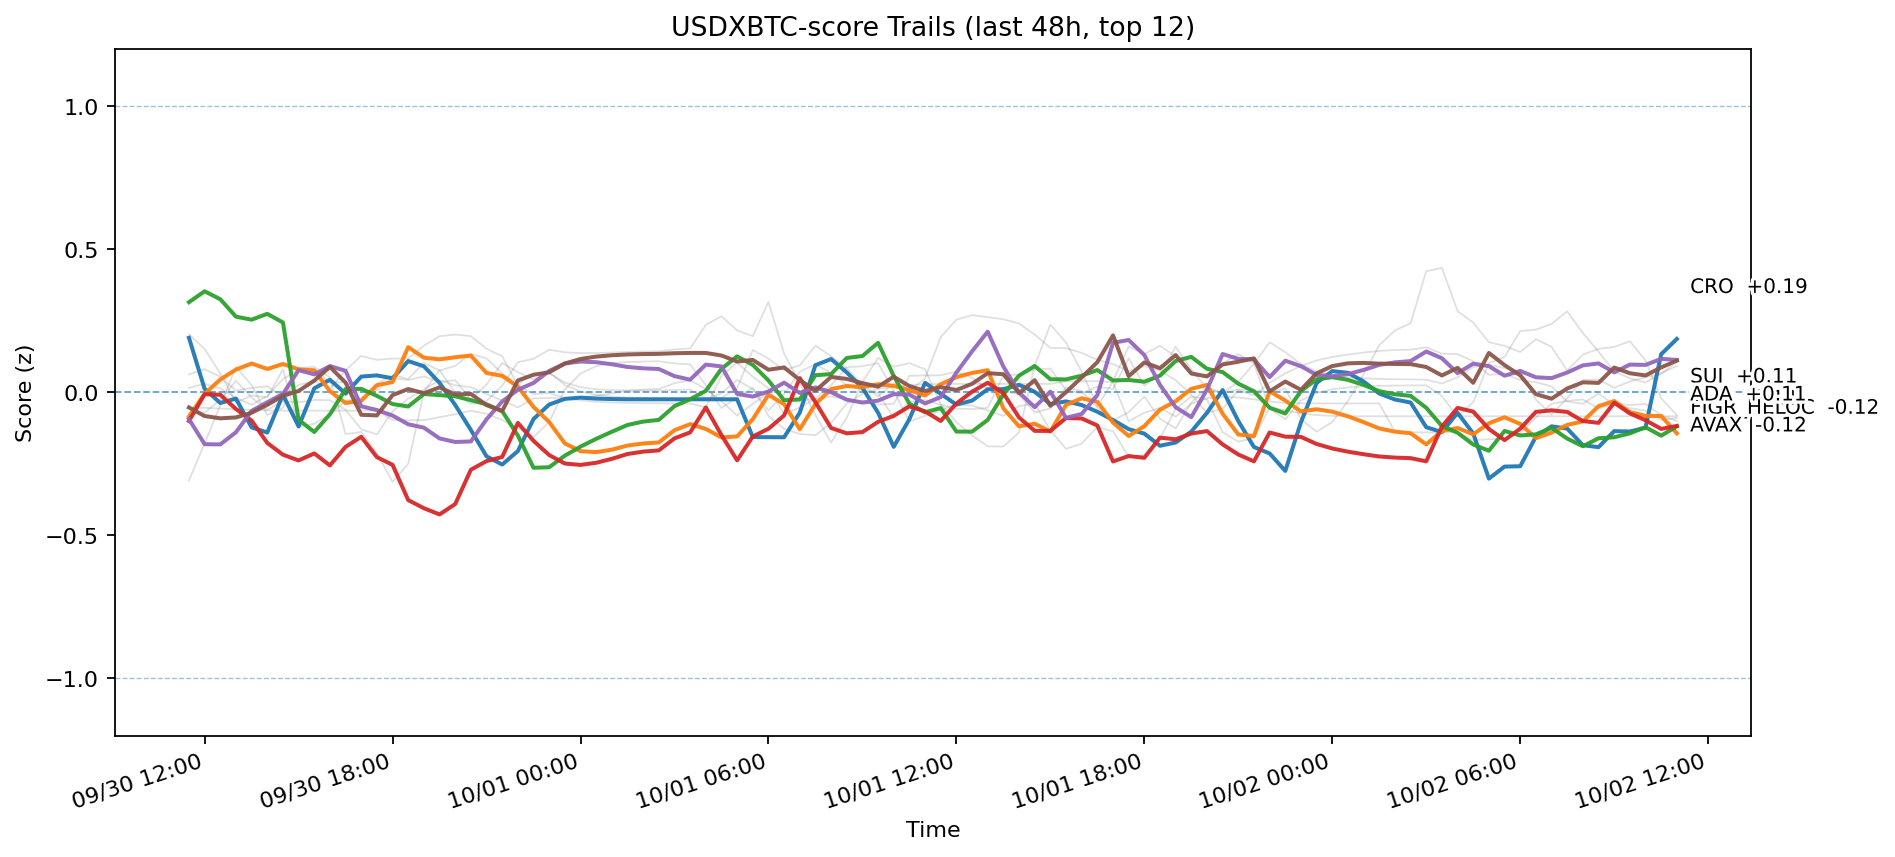 USDXBTC-score Trails (last 48h, top 12)
Score (z)
1.0
0.5
0.0
−0.5
−1.0
CRO +0.19
SUI +0.11
ADA +0.11
FIGR_HELOC -0.12
AVAX -0.12
09/30 12:00
09/30 18:00
10/01 00:00
10/01 06:00
10/01 12:00
10/01 18:00
10/02 00:00
10/02 06:00
10/02 12:00
Time